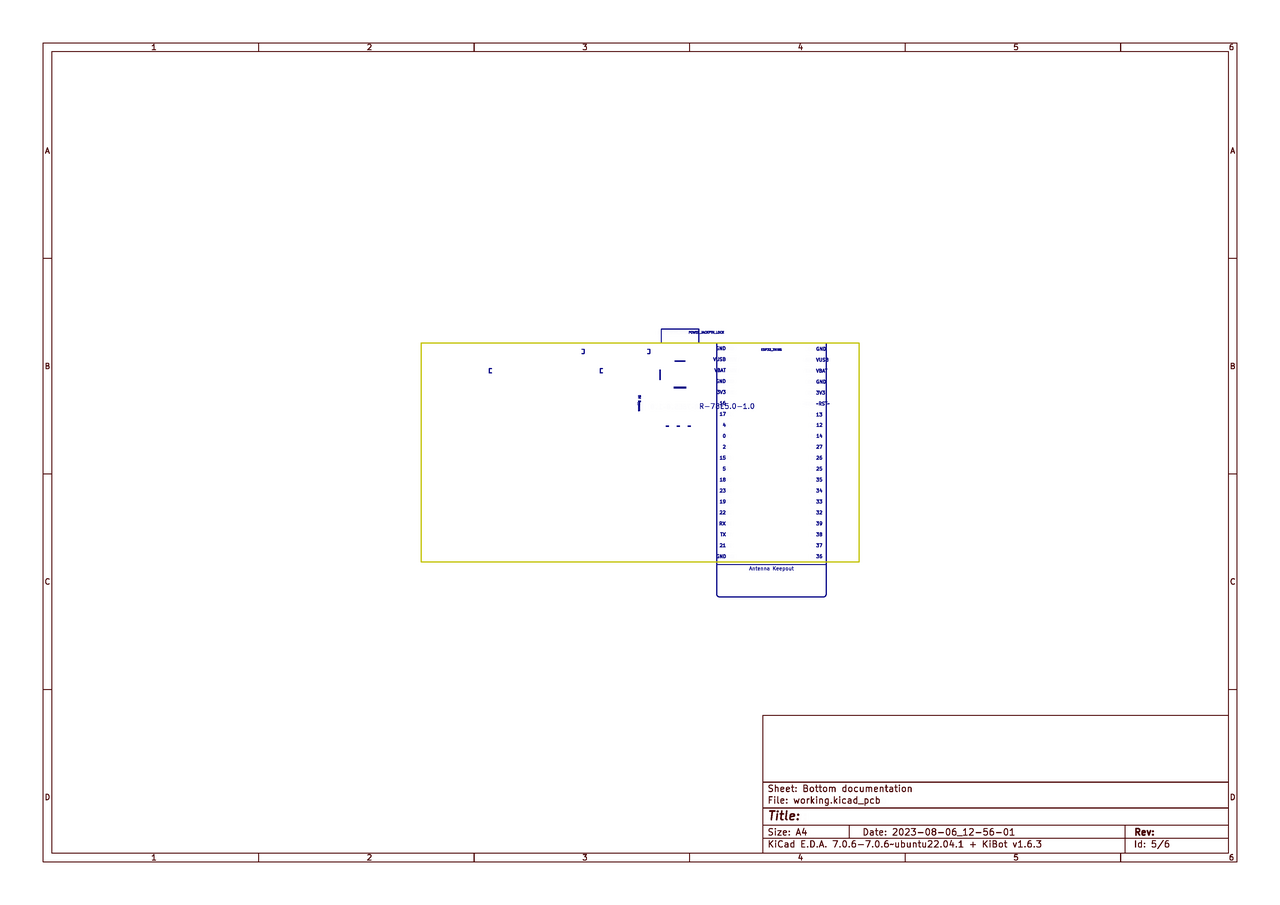 1 2 3 4 5 6
A A
POWER_JACKPTH_LOCK
GND GND
VUSB VUSB
B VBAT VBAT B
GND GND
3V3 3V3
16 ~RST~
R-78E5.0-1.0
17 13
4 12
0 14
2 27
15 26
5 25
18 35
23 34
19 33
22 32
RX 39
TX 38
21 37
GND 36
Antenna Keepout
C C
Sheet: Bottom documentation
D File: working.kicad_pcb D
Title:
Size: A4 Date: 2023-08-06_12-56-01 Rev:
KiCad E.D.A. 7.0.6-7.0.6~ubuntu22.04.1 + KiBot v1.6.3 Id: 5/6
1 2 3 4 5 6